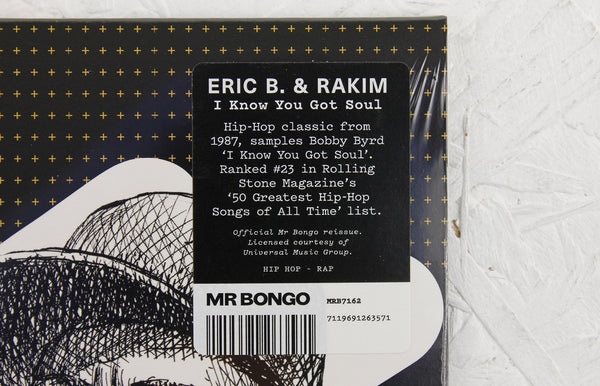 ERIC B. & RAKIM
I Know You Got Soul
Hip-Hop classic from
1987, samples Bobby Byrd
‘I Know You Got Soul’.
Ranked #23 in Rolling
Stone Magazine’s
‘50 Greatest Hip-Hop
Songs of All Time’ list.
Official Mr Bongo reissue.
Licensed courtesy of
Universal Music Group.
HIP HOP - RAP
MR BONGO
MRB7162
7119691263571